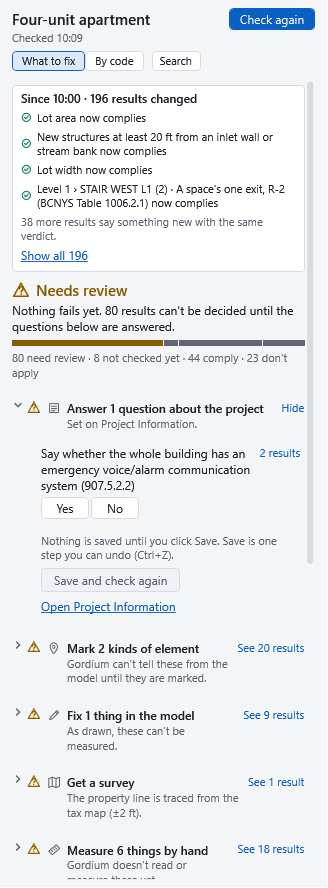 Four-unit apartment
Check again
Checked 10:09
What to fix
By code
Search
Since 10:00 · 196 results changed
Lot area now complies
New structures at least 20 ft from an inlet wall or
stream bank now complies
Lot width now complies
Level 1 › STAIR WEST L1 (2) · A space's one exit, R-2
(BCNYS Table 1006.2.1) now complies
38 more results say something new with the same
verdict.
Show all 196
Needs review
Nothing fails yet. 80 results can't be decided until the
questions below are answered.
80 need review · 8 not checked yet · 44 comply · 23 don't
apply
Answer 1 question about the project
Hide
Set on Project Information.
Say whether the whole building has an
2 results
emergency voice/alarm communication
system (907.5.2.2)
Yes
No
Nothing is saved until you click Save. Save is one
step you can undo (Ctrl+Z).
Save and check again
Open Project Information
Mark 2 kinds of element
See 20 results
Gordium can't tell these from the
model until they are marked.
Fix 1 thing in the model
See 9 results
As drawn, these can't be
measured.
Get a survey
See 1 result
The property line is traced from the
tax map (±2 ft).
Measure 6 things by hand
See 18 results
Gordium doesn't read or
measure these yet.